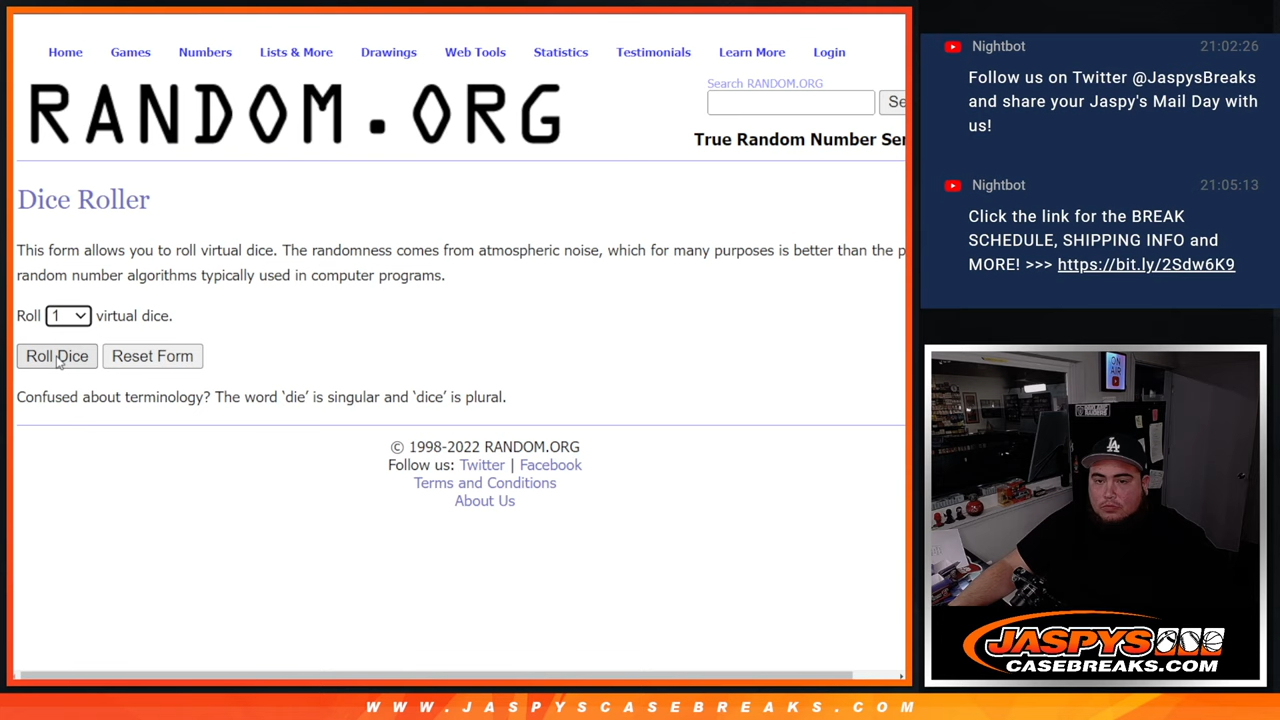 Home Games Numbers Lists & More Drawings Web Tools Statistics Testimonials Learn More Login
RANDOM.ORG
Search RANDOM.ORG
Se
True Random Number Ser
Dice Roller
This form allows you to roll virtual dice. The randomness comes from atmospheric noise, which for many purposes is better than the p
random number algorithms typically used in computer programs.
Roll 1 virtual dice.
Roll Dice Reset Form
Confused about terminology? The word ‘die’ is singular and ‘dice’ is plural.
© 1998-2022 RANDOM.ORG
Follow us: Twitter | Facebook
Terms and Conditions
About Us
Nightbot 21:02:26
Follow us on Twitter @JaspysBreaks
and share your Jaspy's Mail Day with
us!
Nightbot 21:05:13
Click the link for the BREAK
SCHEDULE, SHIPPING INFO and
MORE! >>> https://bit.ly/2Sdw6K9
ON
AIR
RAIDERS
LA
JASPYS
CASEBREAKS.COM
WWW.JASPYSCASEBREAKS.COM